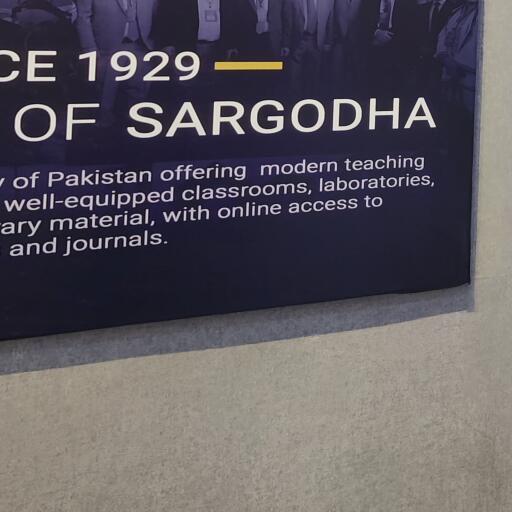 CE 1929
OF SARGODHA
of Pakistan offering modern teaching
well-equipped classrooms, laboratories,
rary material, with online access to
and journals.